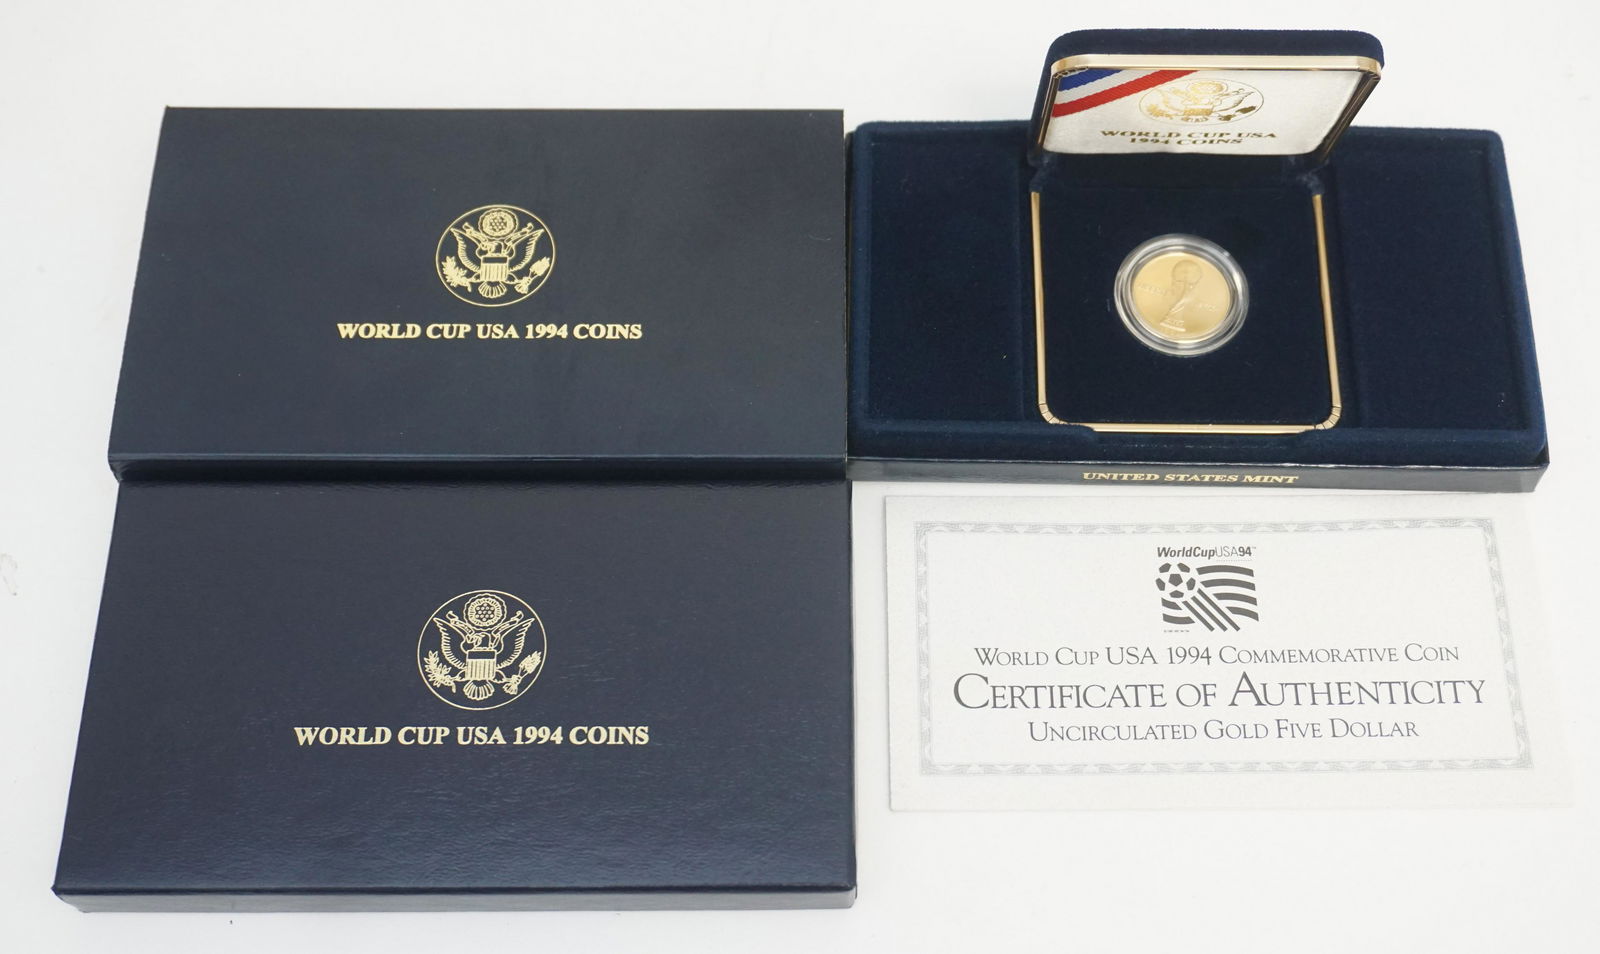 WORLD CUP USA 1994 COINS
WORLD CUP USA
1994 COINS
UNITED STATES MINT
WORLD CUP USA 1994 COINS
WorldCupUSA94™
WORLD CUP USA 1994 COMMEMORATIVE COIN
CERTIFICATE OF AUTHENTICITY
UNCIRCULATED GOLD FIVE DOLLAR